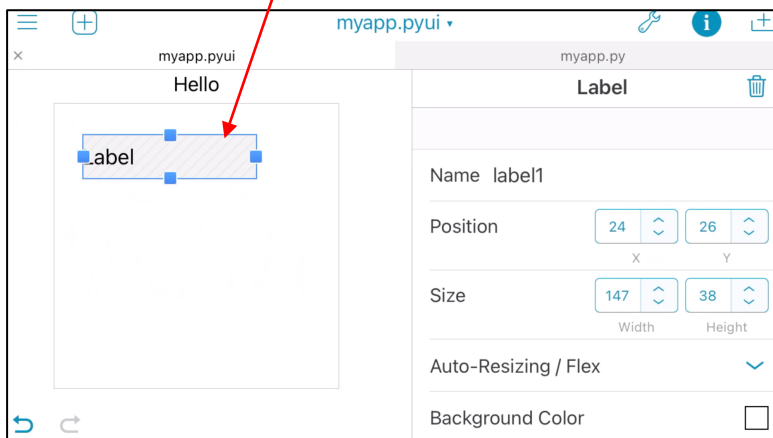 myapp.pyui ▾
myapp.pyui
myapp.py
Hello
Label
Label
Name label1
Position 24 26
X Y
Size 147 38
Width Height
Auto-Resizing / Flex
Background Color